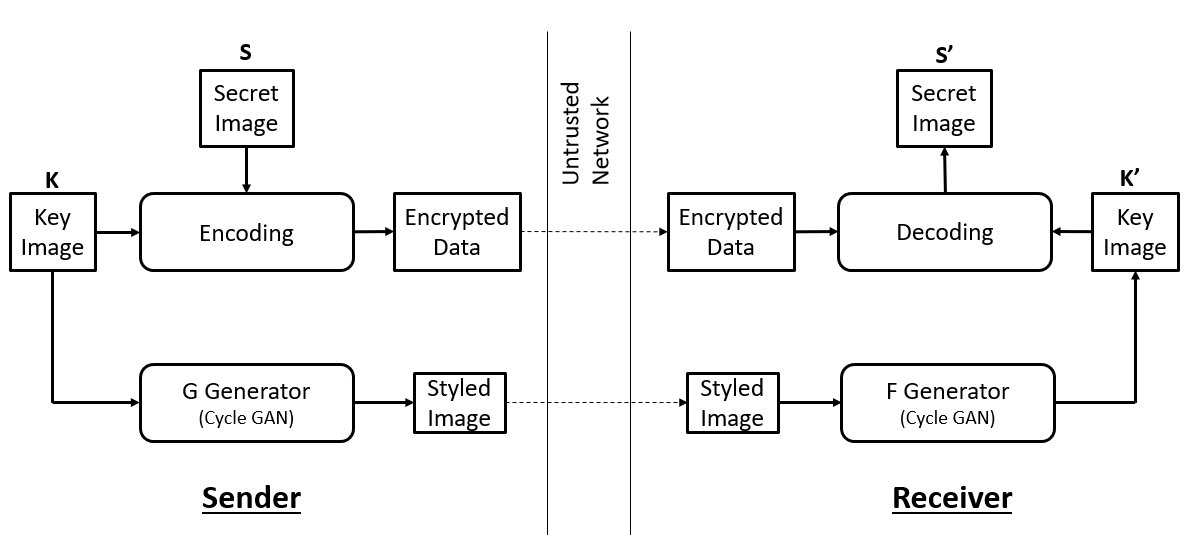 S
Secret
Image
K
Key
Image
Encoding
Encrypted
Data
G Generator
(Cycle GAN)
Styled
Image
Sender
Untrusted
Network
S’
Secret
Image
K’
Encrypted
Data
Decoding
Key
Image
Styled
Image
F Generator
(Cycle GAN)
Receiver